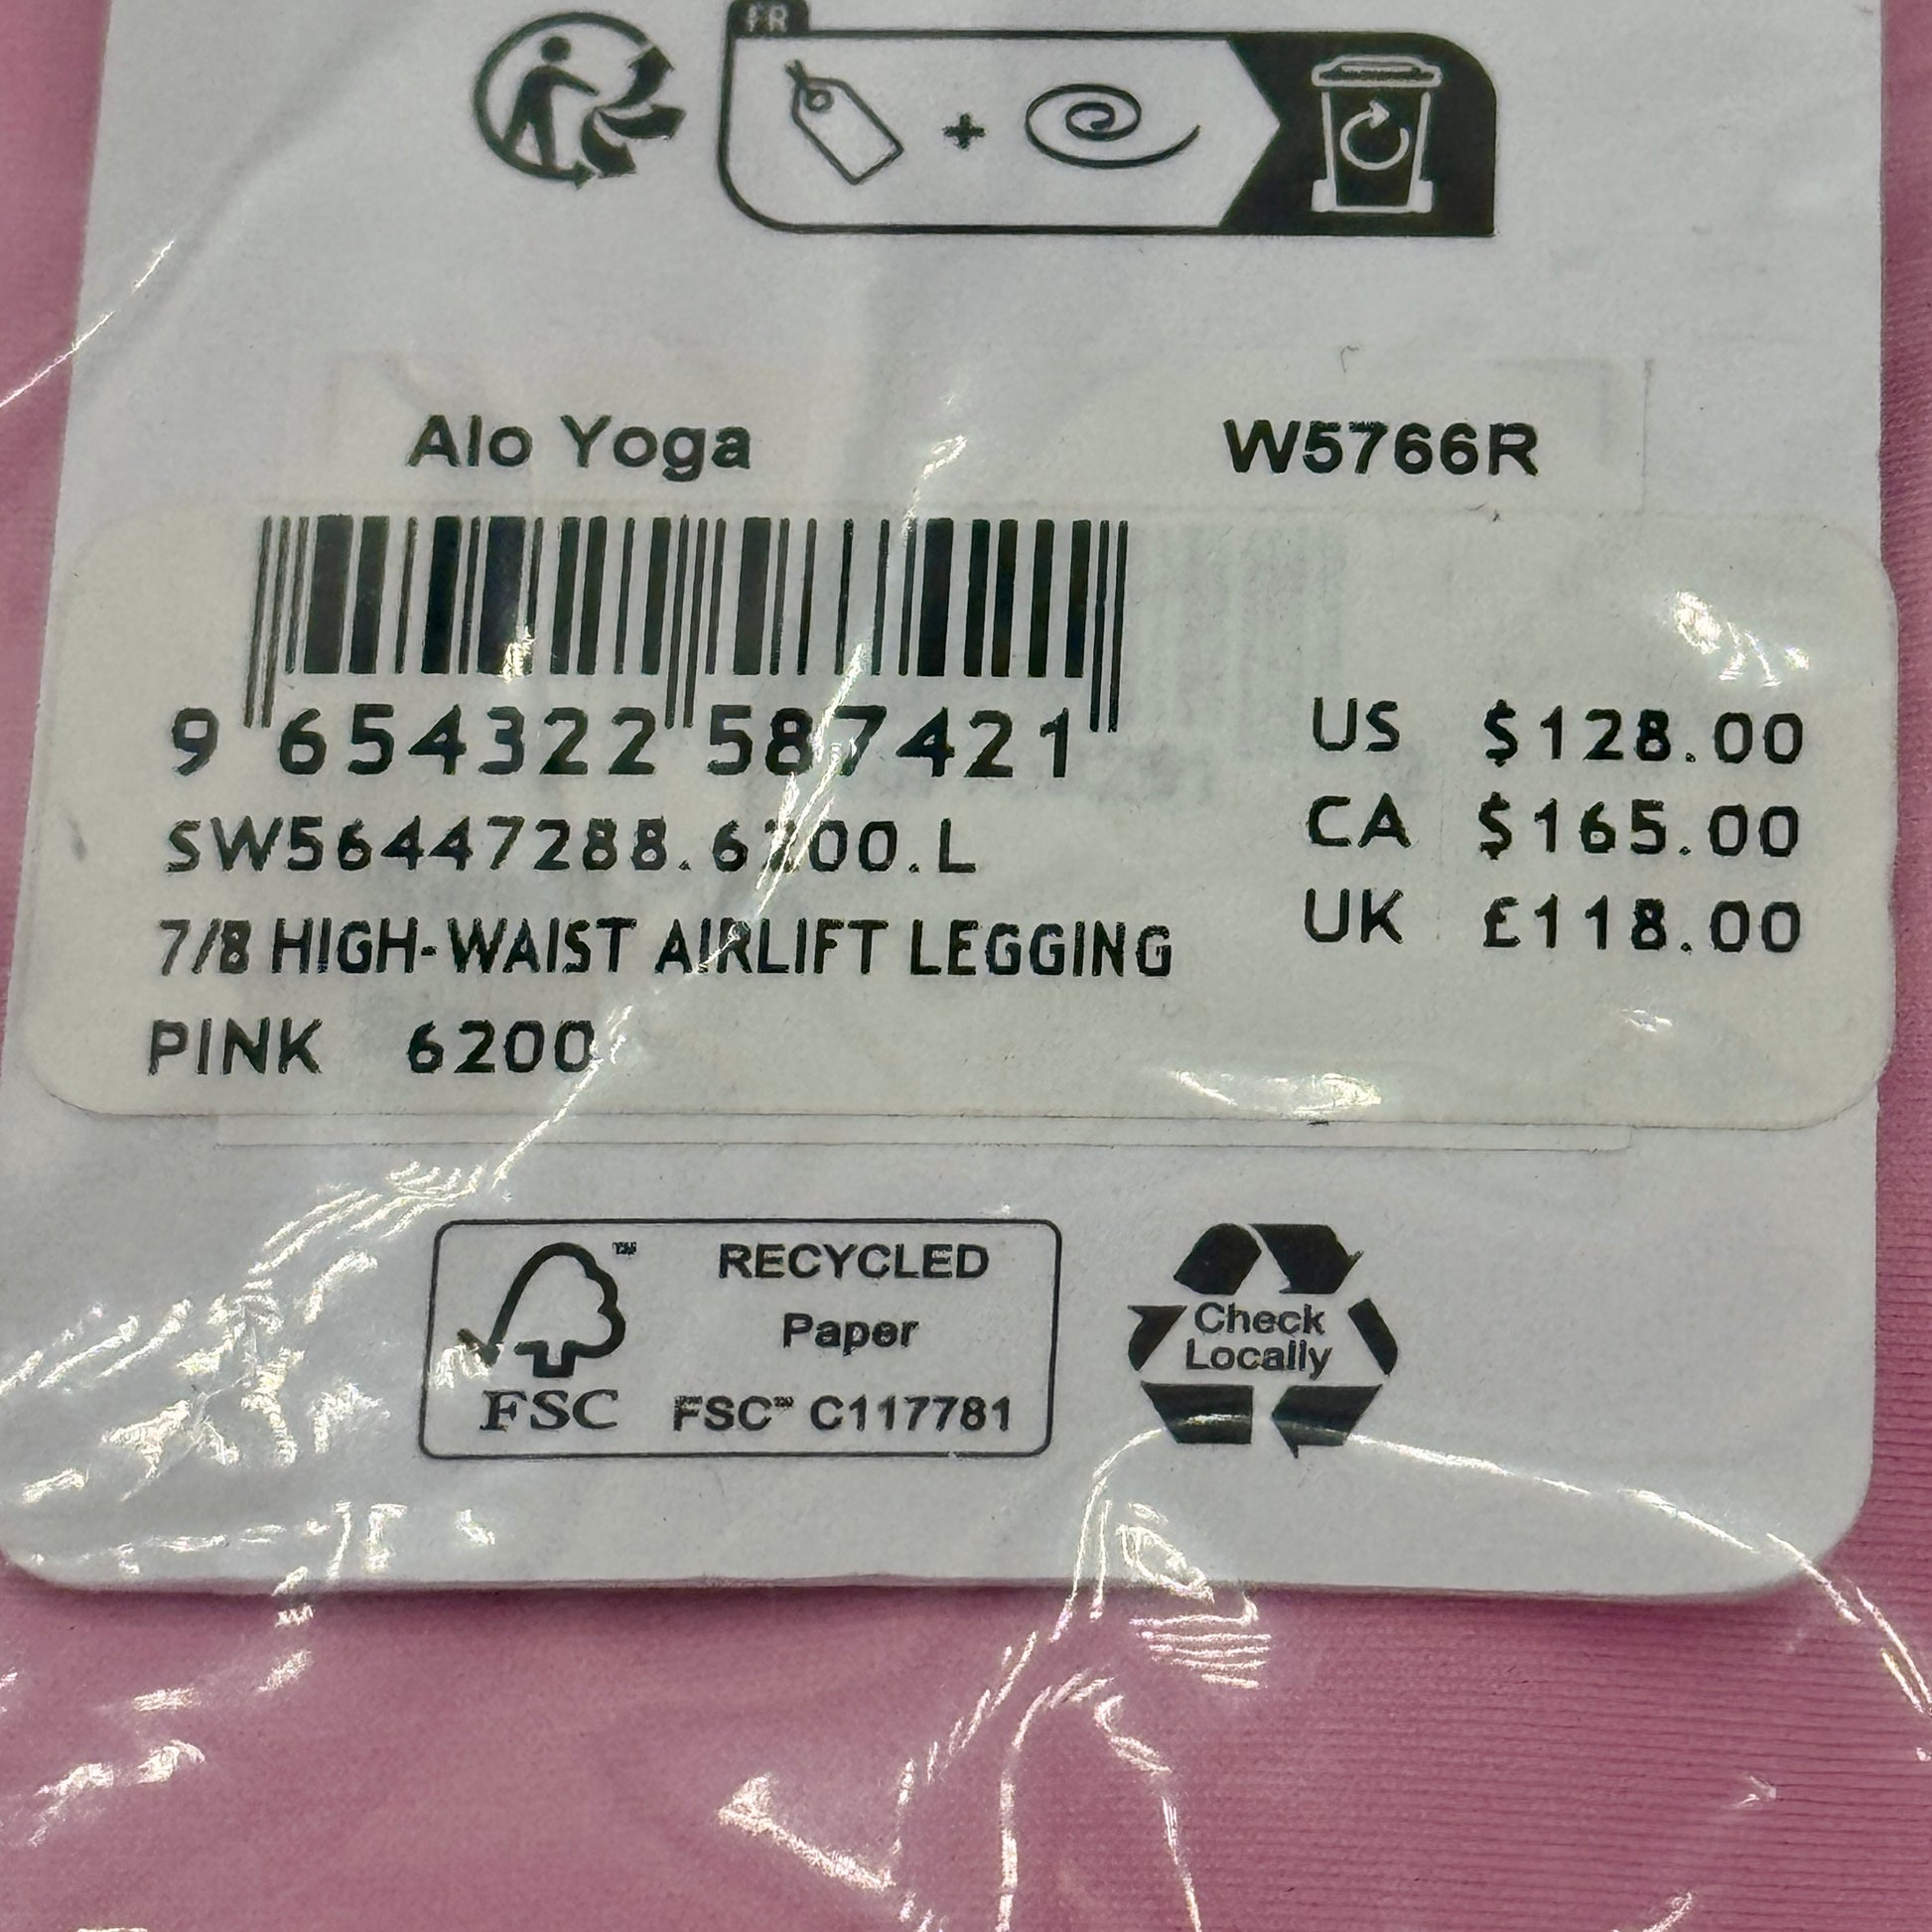 FR
+
Alo Yoga W5766R
9 654322 587421
US $128.00
SW56447288.6200.L
CA $165.00
7/8 HIGH-WAIST AIRLIFT LEGGING
UK £118.00
PINK 6200
RECYCLED
Paper
FSC™ C117781
™
FSC
Check
Locally